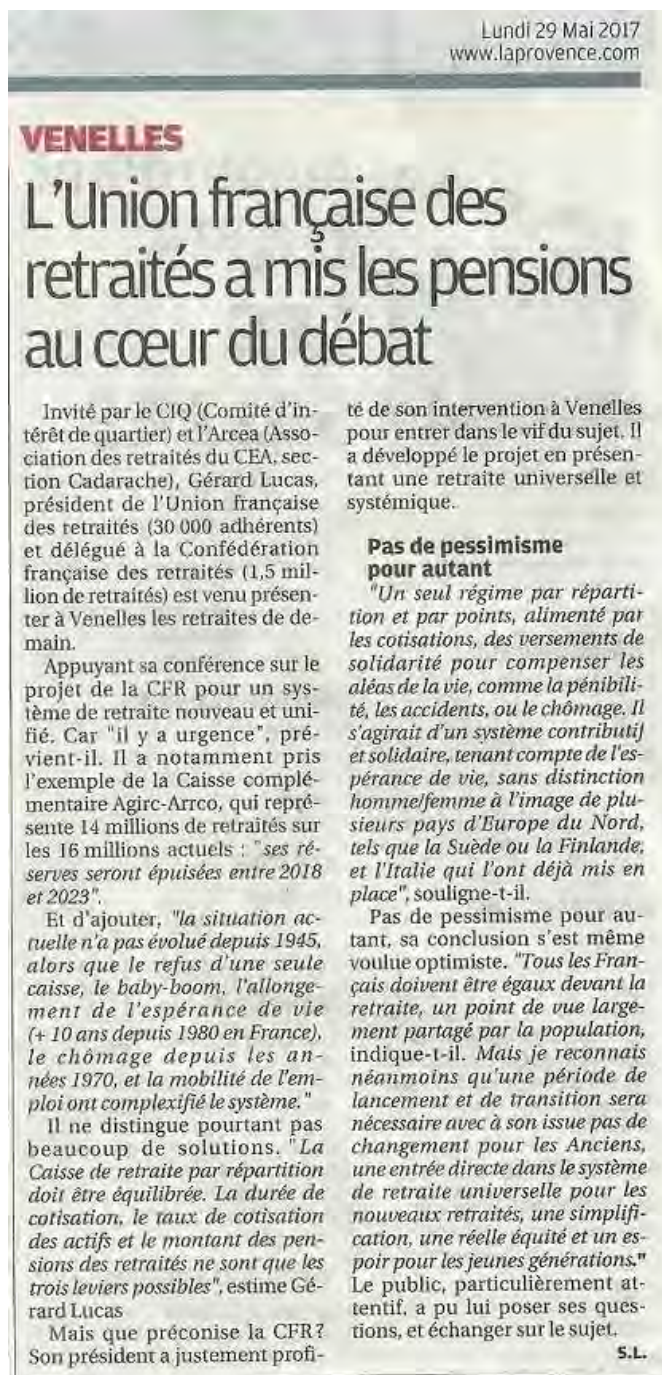 Lundi 29 Mai 2017
www.laprovence.com
VENELLES
L'Union française des
retraités a mis les pensions
au cœur du débat
Invité par le CIQ (Comité d'in-
térêt de quartier) et l'Arcea (Asso-
ciation des retraités du CEA, sec-
tion Cadarache), Gérard Lucas,
président de l'Union française
des retraités (30 000 adhérents)
et délégué à la Confédération
française des retraités (1,5 mil-
lion de retraités) est venu présen-
ter à Venelles les retraites de de-
main.
Appuyant sa conférence sur le
projet de la CFR pour un sys-
tème de retraite nouveau et uni-
fié. Car "il y a urgence", pré-
vient-il. Il a notamment pris
l'exemple de la Caisse complé-
mentaire Agirc-Arrco, qui repré-
sente 14 millions de retraités sur
les 16 millions actuels : "ses ré-
serves seront épuisées entre 2018
et 2023".
Et d'ajouter, "la situation ac-
tuelle n'a pas évolué depuis 1945,
alors que le refus d'une seule
caisse, le baby-boom, l'allonge-
ment de l'espérance de vie
(+ 10 ans depuis 1980 en France),
le chômage depuis les an-
nées 1970, et la mobilité de l'em-
ploi ont complexifié le système."
Il ne distingue pourtant pas
beaucoup de solutions. "La
Caisse de retraite par répartition
doit être équilibrée. La durée de
cotisation, le taux de cotisation
des actifs et le montant des pen-
sions des retraités ne sont que les
trois leviers possibles", estime Gé-
rard Lucas
Mais que préconise la CFR?
Son président a justement profi-
té de son intervention à Venelles
pour entrer dans le vif du sujet. Il
a développé le projet en présen-
tant une retraite universelle et
systémique.
Pas de pessimisme
pour autant
"Un seul régime par réparti-
tion et par points, alimenté par
les cotisations, des versements de
solidarité pour compenser les
aléas de la vie, comme la pénibili-
té, les accidents, ou le chômage. Il
s'agirait d'un système contributif
et solidaire, tenant compte de l'es-
pérance de vie, sans distinction
homme/femme à l'image de plu-
sieurs pays d'Europe du Nord,
tels que la Suède ou la Finlande,
et l'Italie qui l'ont déjà mis en
place", souligne-t-il.
Pas de pessimisme pour au-
tant, sa conclusion s'est même
voulue optimiste. "Tous les Fran-
çais doivent être égaux devant la
retraite, un point de vue large-
ment partagé par la population,
indique-t-il. Mais je reconnais
néanmoins qu'une période de
lancement et de transition sera
nécessaire avec à son issue pas de
changement pour les Anciens,
une entrée directe dans le système
de retraite universelle pour les
nouveaux retraités, une simplifi-
cation, une réelle équité et un es-
poir pour les jeunes générations."
Le public, particulièrement at-
tentif, a pu lui poser ses ques-
tions, et échanger sur le sujet.
S.L.